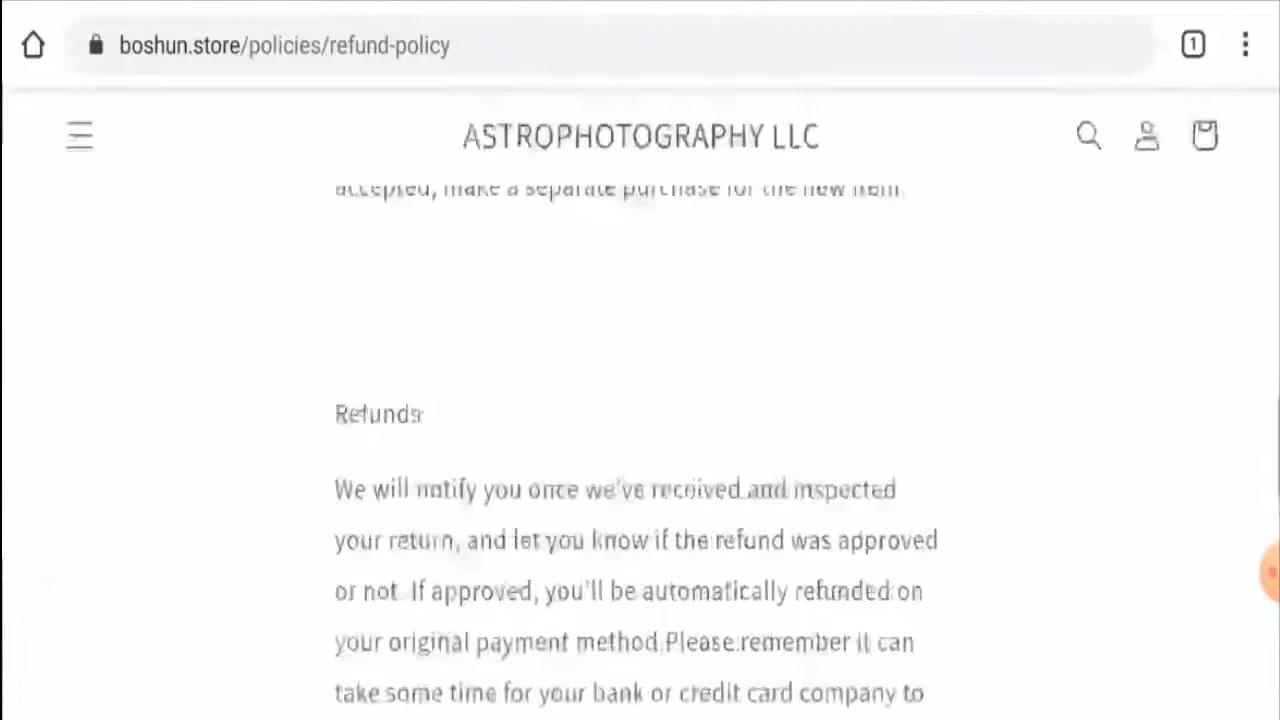 boshun.store/policies/refund-policy
1
ASTROPHOTOGRAPHY LLC
accepted, make a separate purchase for the new item.
Refunds
We will notify you once we've received and inspected
your return, and let you know if the refund was approved
or not. If approved, you'll be automatically refunded on
your original payment method. Please remember it can
take some time for your bank or credit card company to